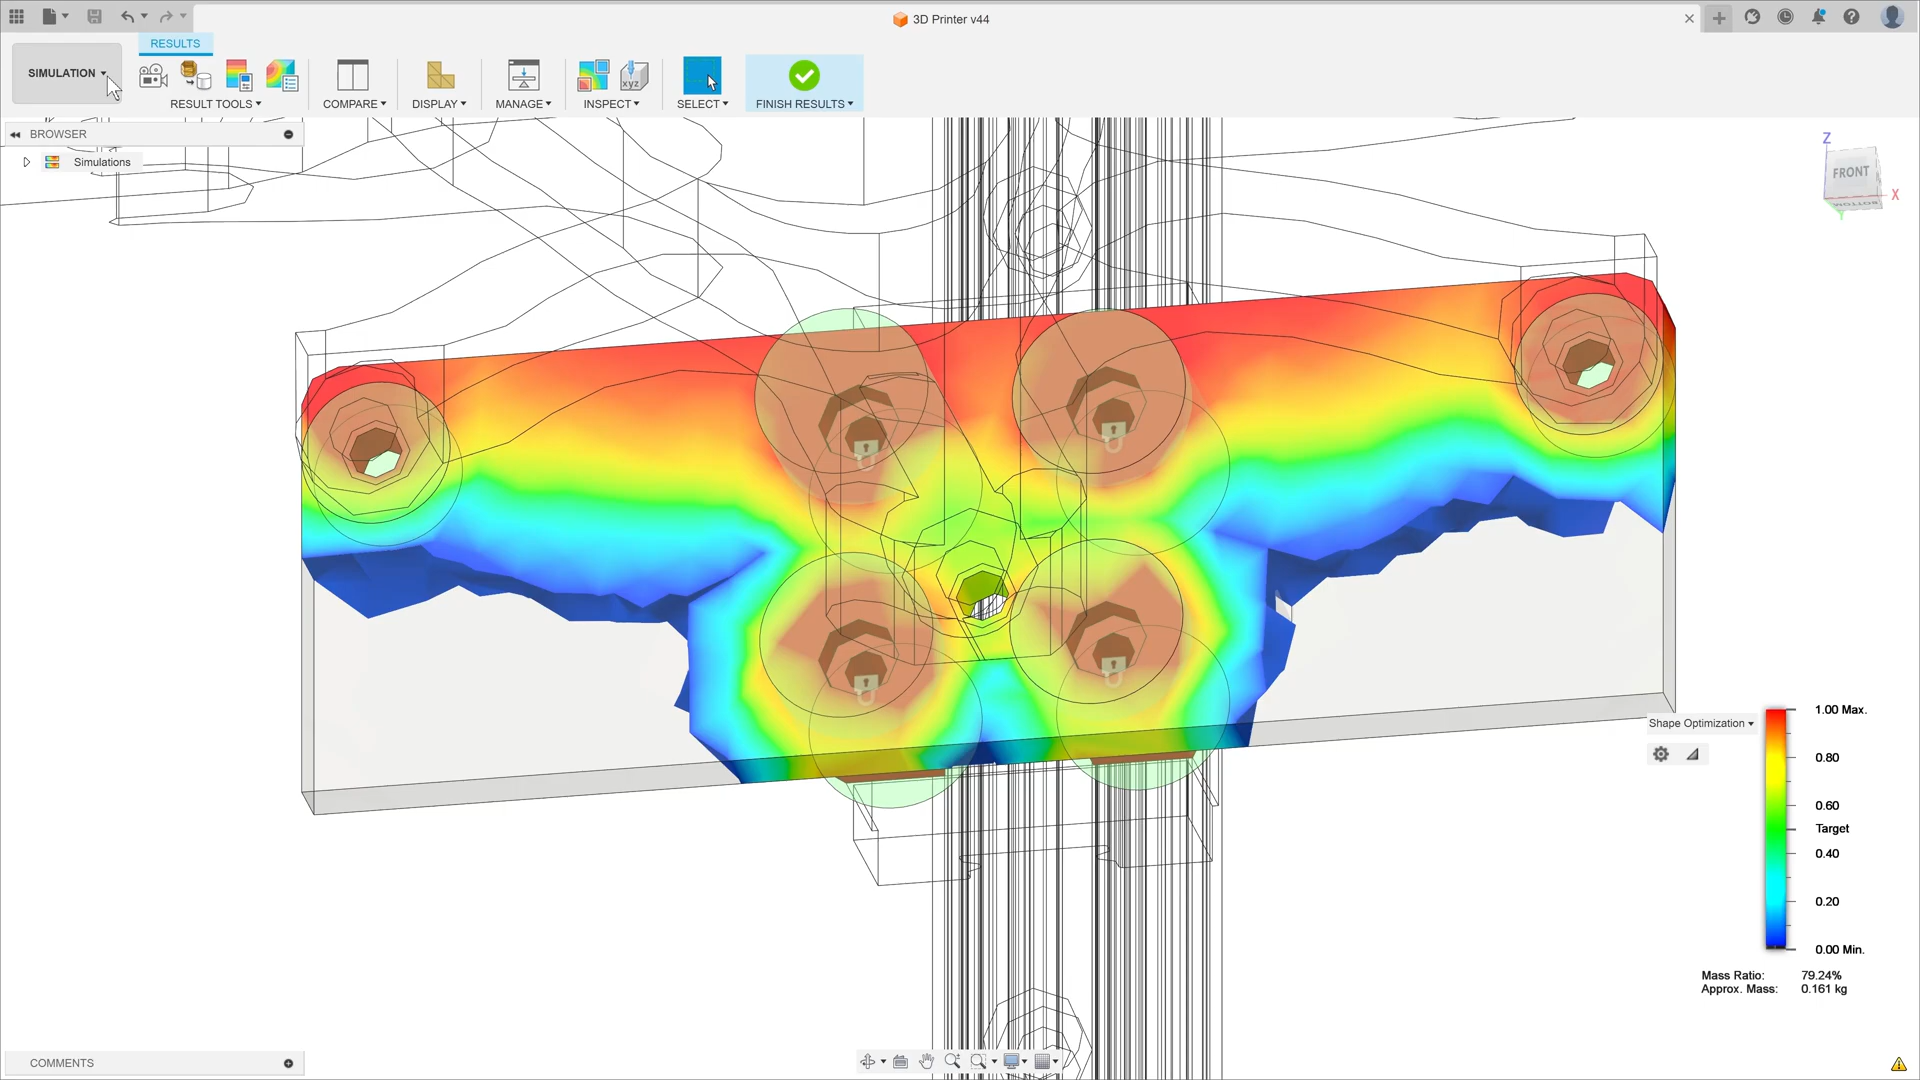 3D Printer v44
RESULTS
SIMULATION
RESULT TOOLS
COMPARE
DISPLAY
MANAGE
xyz
INSPECT
SELECT
FINISH RESULTS
BROWSER
Simulations
Z
FRONT
BOTTOM
X
Y
Shape Optimization
1.00 Max.
0.80
0.60
Target
0.40
0.20
0.00 Min.
Mass Ratio: 79.24%
Approx. Mass: 0.161 kg
COMMENTS